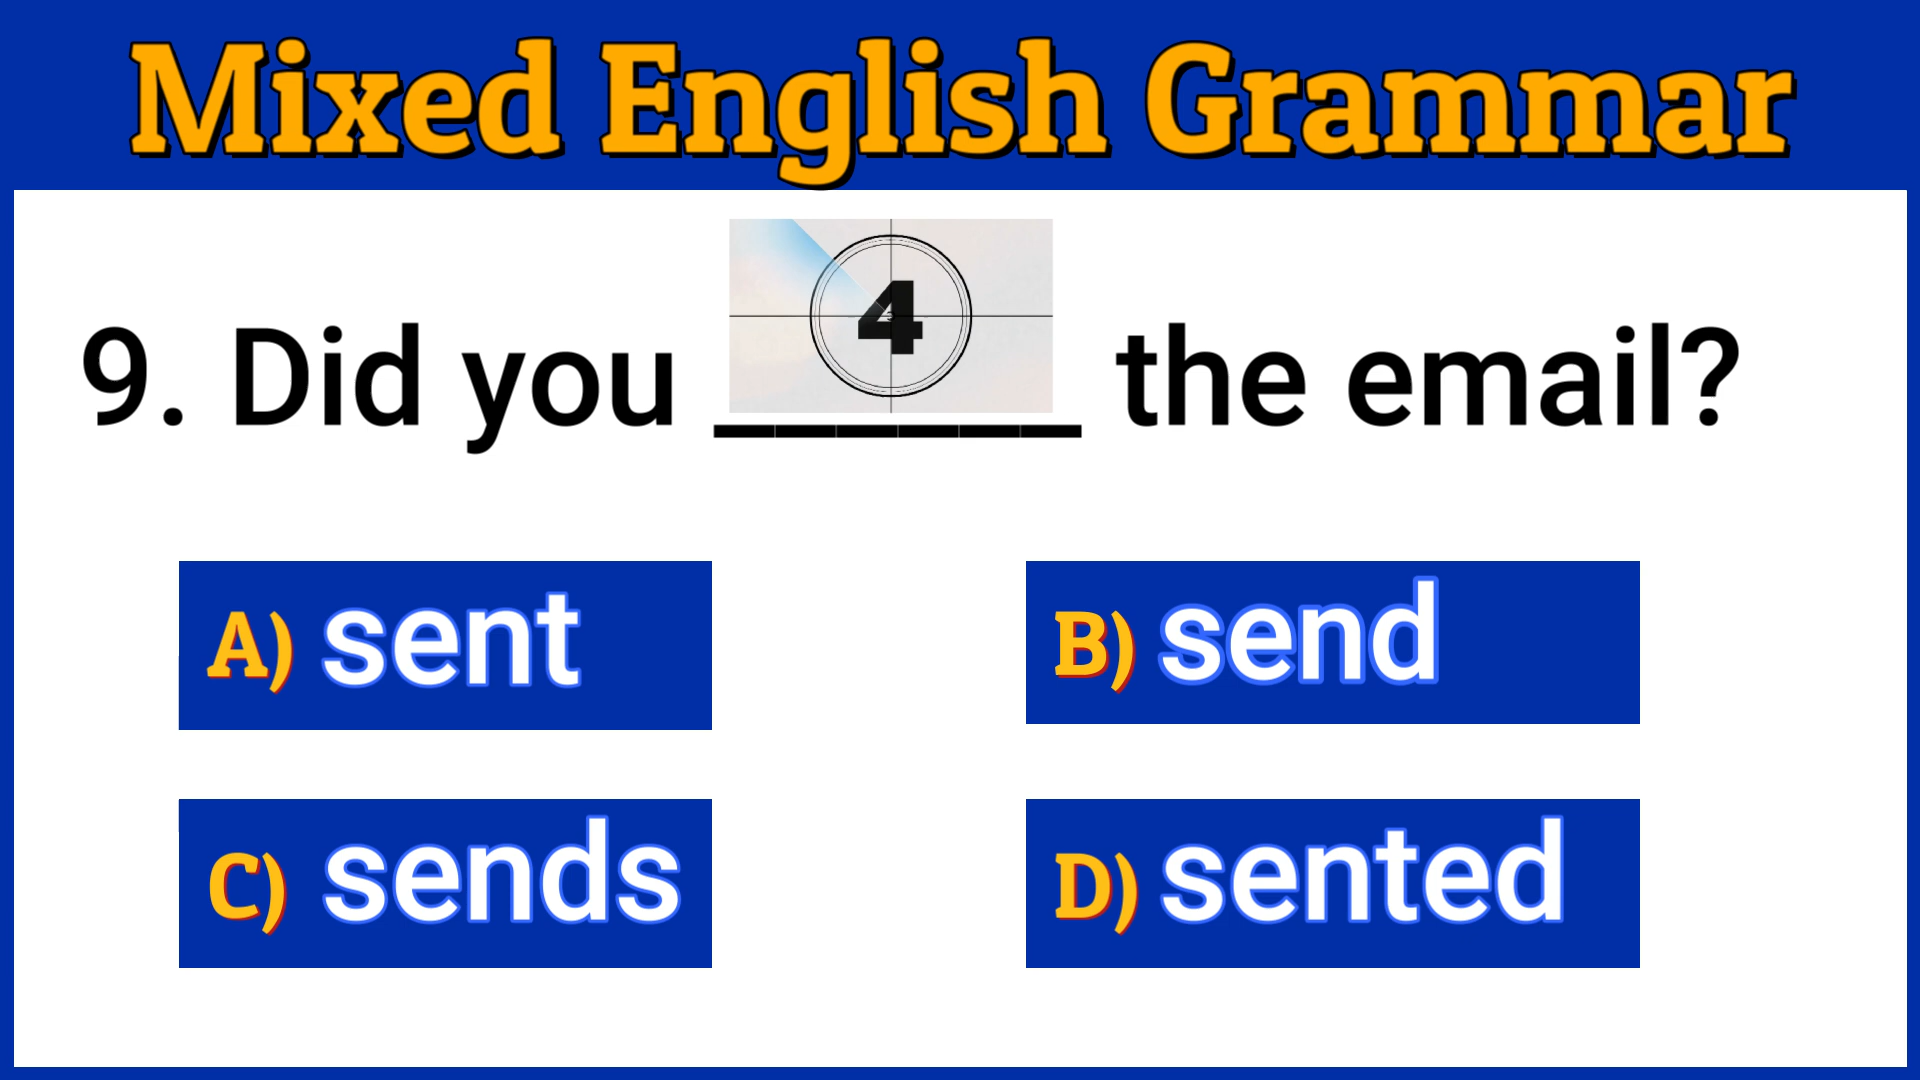 Mixed English Grammar
4
9. Did you ______ the email?
A) sent
B) send
C) sends
D) sented